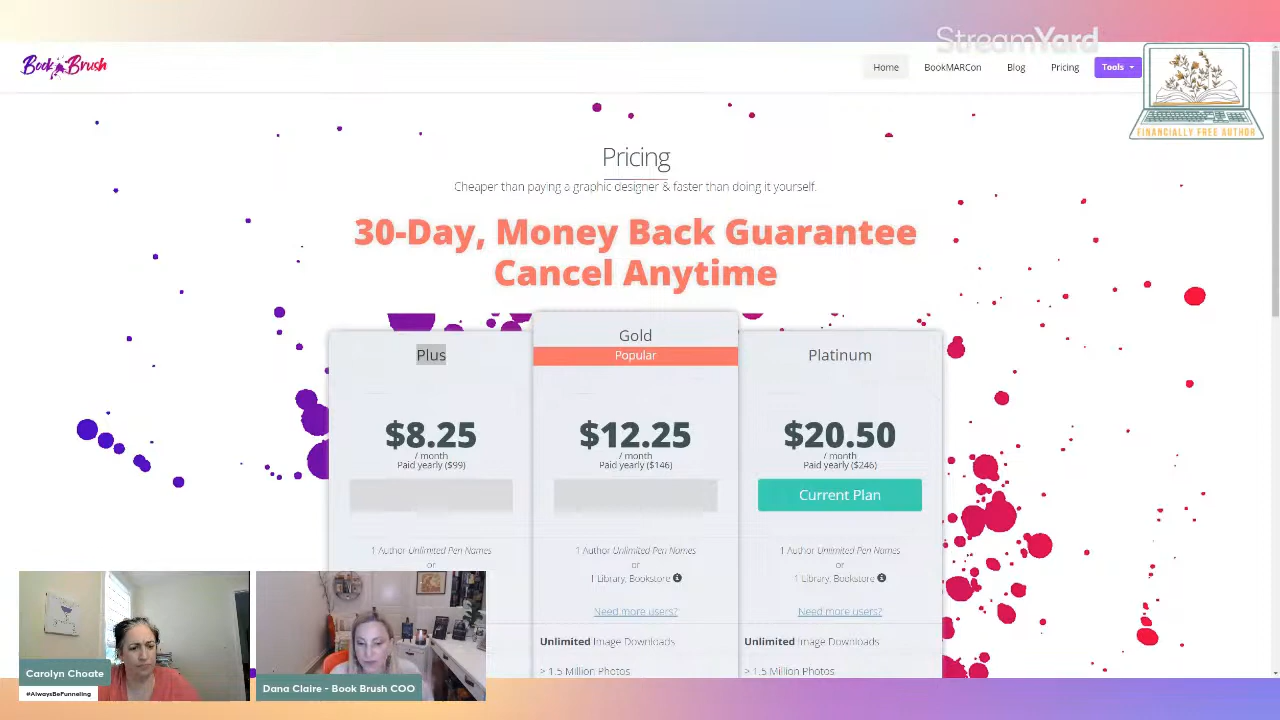 StreamYard
Book Brush
Home
BookMARCon
Blog
Pricing
Tools
FINANCIALLY FREE AUTHOR
Pricing
Cheaper than paying a graphic designer & faster than doing it yourself.
30-Day, Money Back Guarantee
Cancel Anytime
Plus
$8.25
/ month
Paid yearly ($99)
1 Author Unlimited Pen Names
or
Gold
Popular
$12.25
/ month
Paid yearly ($146)
1 Author Unlimited Pen Names
or
1 Library, Bookstore
Need more users?
Unlimited Image Downloads
> 1.5 Million Photos
Platinum
$20.50
/ month
Paid yearly ($246)
Current Plan
1 Author Unlimited Pen Names
or
1 Library, Bookstore
Need more users?
Unlimited Image Downloads
> 1.5 Million Photos
Carolyn Choate
#AlwaysBeFunneling
Dana Claire - Book Brush COO